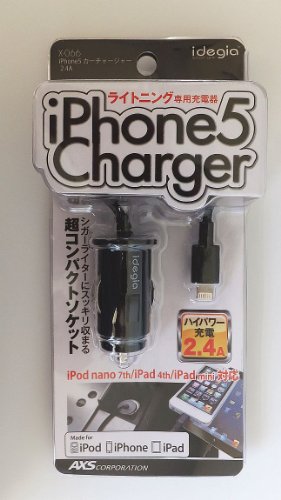 X-066
iPhone5 カーチャージャー
2.4A
idegia
ライトニング専用充電器
iPhone5
Charger
idegia
シガーライターにスッキリ収まる
超コンパクトソケット
ハイパワー
充電
2.4A
iPod nano 7th/iPad 4th/iPad mini 対応
Made for
iPod iPhone iPad
AXS CORPORATION